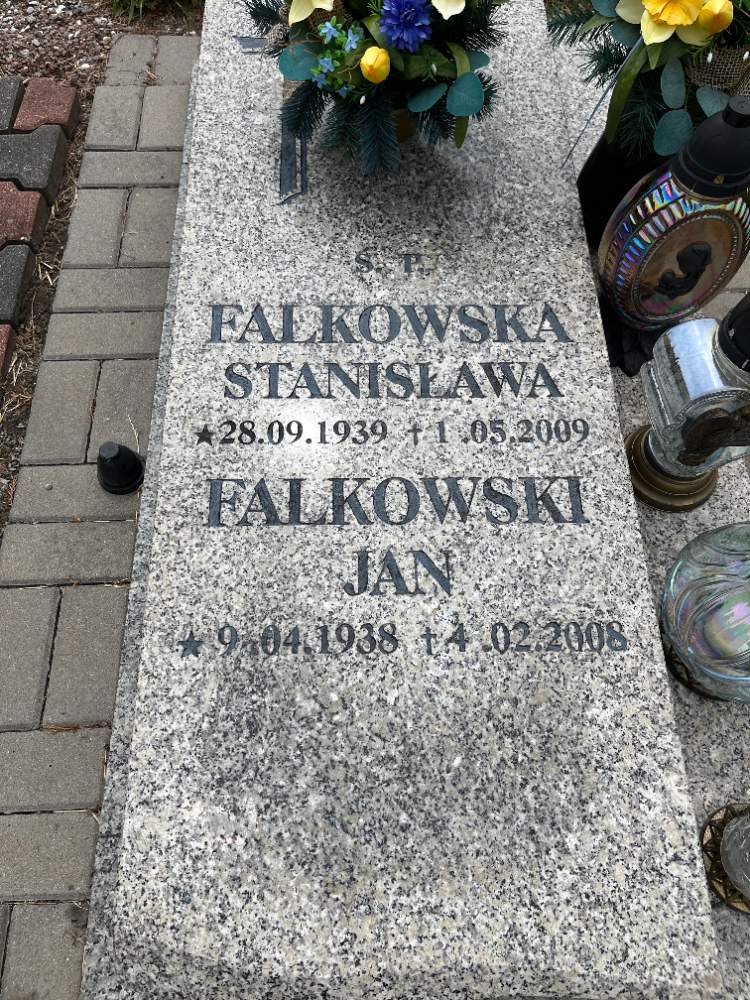 Ś. P.
FALKOWSKA
STANISŁAWA
★28.09.1939 †1 .05.2009
FALKOWSKI
JAN
★ 9 .04.1938 †4 .02.2008